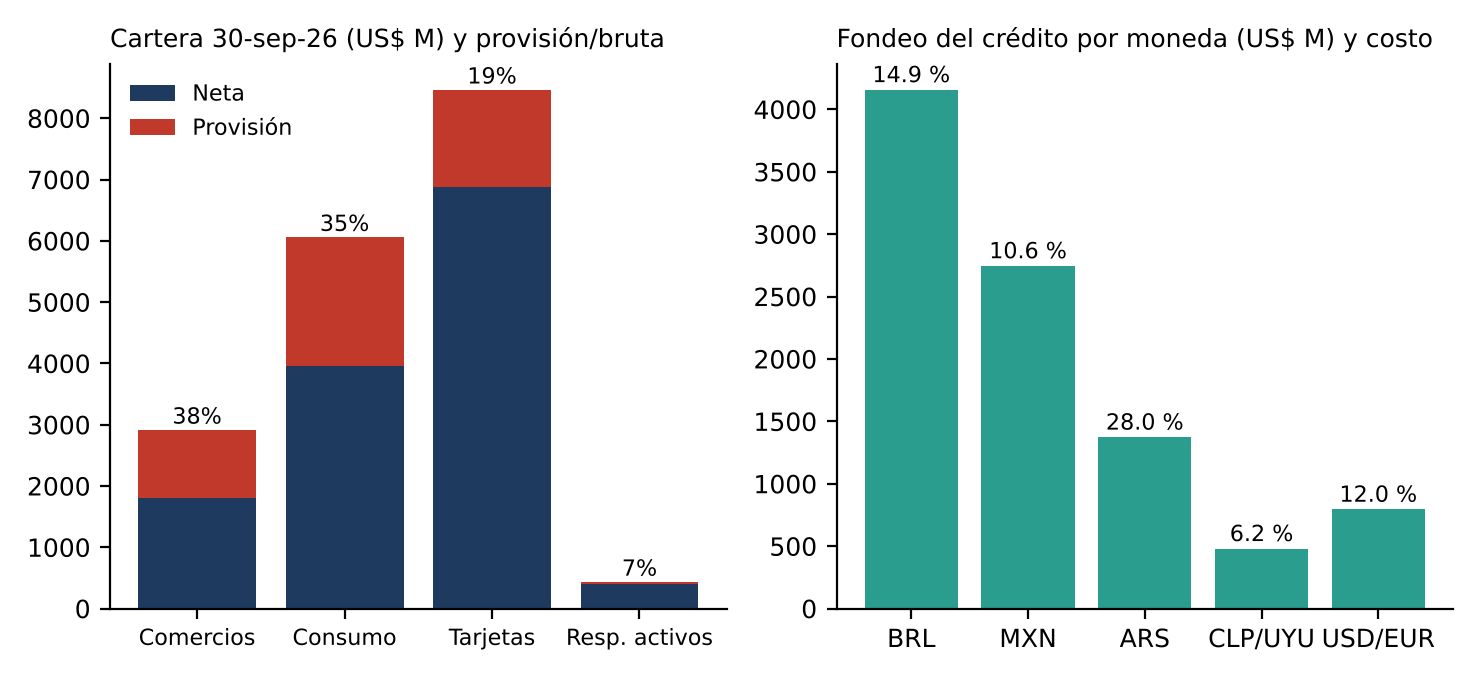 Cartera 30-sep-26 (US$ M) y provisión/bruta
Neta
Provisión
8000
7000
6000
5000
4000
3000
2000
1000
0
38%
35%
19%
7%
Comercios
Consumo
Tarjetas
Resp. activos
Fondeo del crédito por moneda (US$ M) y costo
4000
3500
3000
2500
2000
1500
1000
500
0
14.9 %
10.6 %
28.0 %
6.2 %
12.0 %
BRL
MXN
ARS
CLP/UYU
USD/EUR